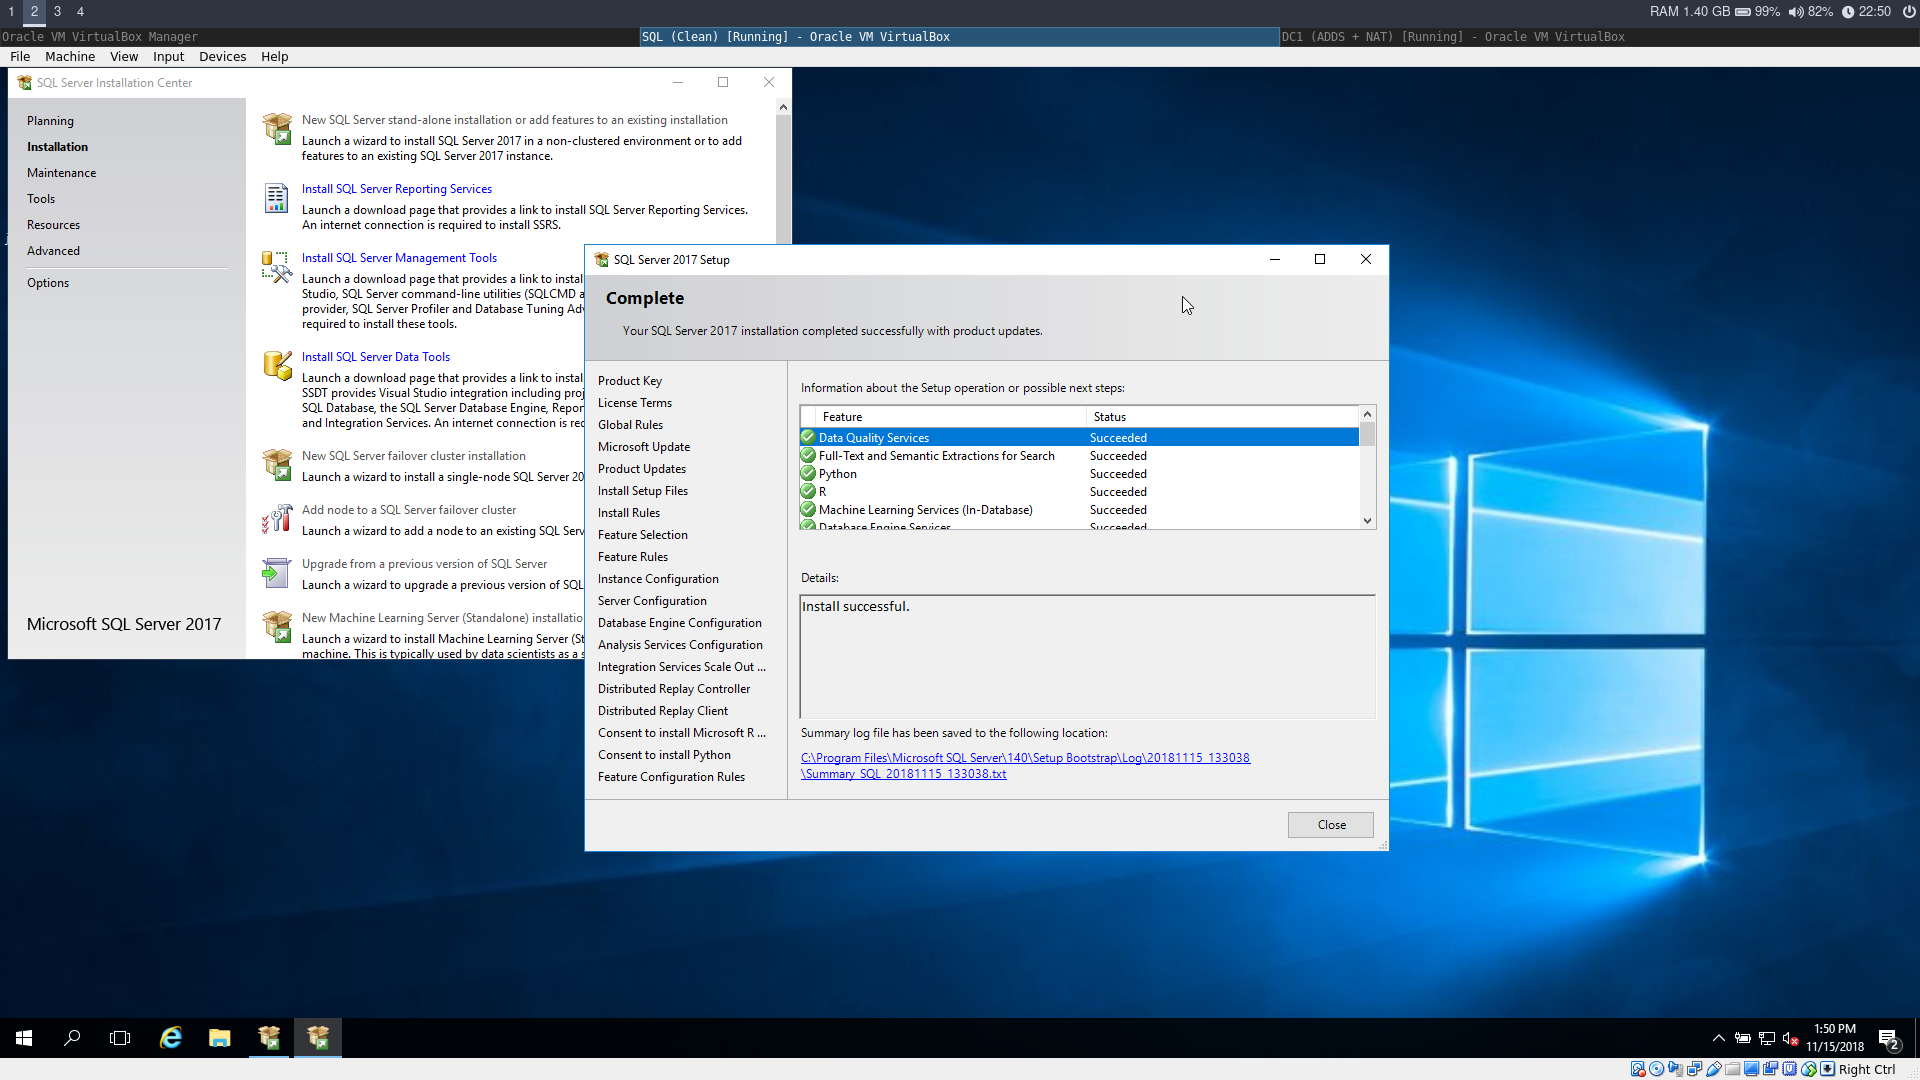 1 2 3 4
RAM 1.40 GB 99% 82% 22:50
Oracle VM VirtualBox Manager
SQL (Clean) [Running] - Oracle VM VirtualBox
DC1 (ADDS + NAT) [Running] - Oracle VM VirtualBox
File Machine View Input Devices Help
SQL Server Installation Center
Planning
Installation
Maintenance
Tools
Resources
Advanced
Options
Microsoft SQL Server 2017
New SQL Server stand-alone installation or add features to an existing installation
Launch a wizard to install SQL Server 2017 in a non-clustered environment or to add
features to an existing SQL Server 2017 instance.
Install SQL Server Reporting Services
Launch a download page that provides a link to install SQL Server Reporting Services.
An internet connection is required to install SSRS.
Install SQL Server Management Tools
Launch a download page that provides a link to instal
Studio, SQL Server command-line utilities (SQLCMD a
provider, SQL Server Profiler and Database Tuning Adv
required to install these tools.
Install SQL Server Data Tools
Launch a download page that provides a link to instal
SSDT provides Visual Studio integration including proj
SQL Database, the SQL Server Database Engine, Repor
and Integration Services. An internet connection is rec
New SQL Server failover cluster installation
Launch a wizard to install a single-node SQL Server 20
Add node to a SQL Server failover cluster
Launch a wizard to add a node to an existing SQL Serv
Upgrade from a previous version of SQL Server
Launch a wizard to upgrade a previous version of SQL
New Machine Learning Server (Standalone) installatio
Launch a wizard to install Machine Learning Server (St
machine. This is typically used by data scientists as a s
SQL Server 2017 Setup
Complete
Your SQL Server 2017 installation completed successfully with product updates.
Product Key
License Terms
Global Rules
Microsoft Update
Product Updates
Install Setup Files
Install Rules
Feature Selection
Feature Rules
Instance Configuration
Server Configuration
Database Engine Configuration
Analysis Services Configuration
Integration Services Scale Out ...
Distributed Replay Controller
Distributed Replay Client
Consent to install Microsoft R ...
Consent to install Python
Feature Configuration Rules
Information about the Setup operation or possible next steps:
Feature Status
Data Quality Services Succeeded
Full-Text and Semantic Extractions for Search Succeeded
Python Succeeded
R Succeeded
Machine Learning Services (In-Database) Succeeded
Database Engine Services Succeeded
Details:
Install successful.
Summary log file has been saved to the following location:
C:\Program Files\Microsoft SQL Server\140\Setup Bootstrap\Log\20181115_133038
\Summary_SQL_20181115_133038.txt
Close
1:50 PM
11/15/2018
2
Right Ctrl